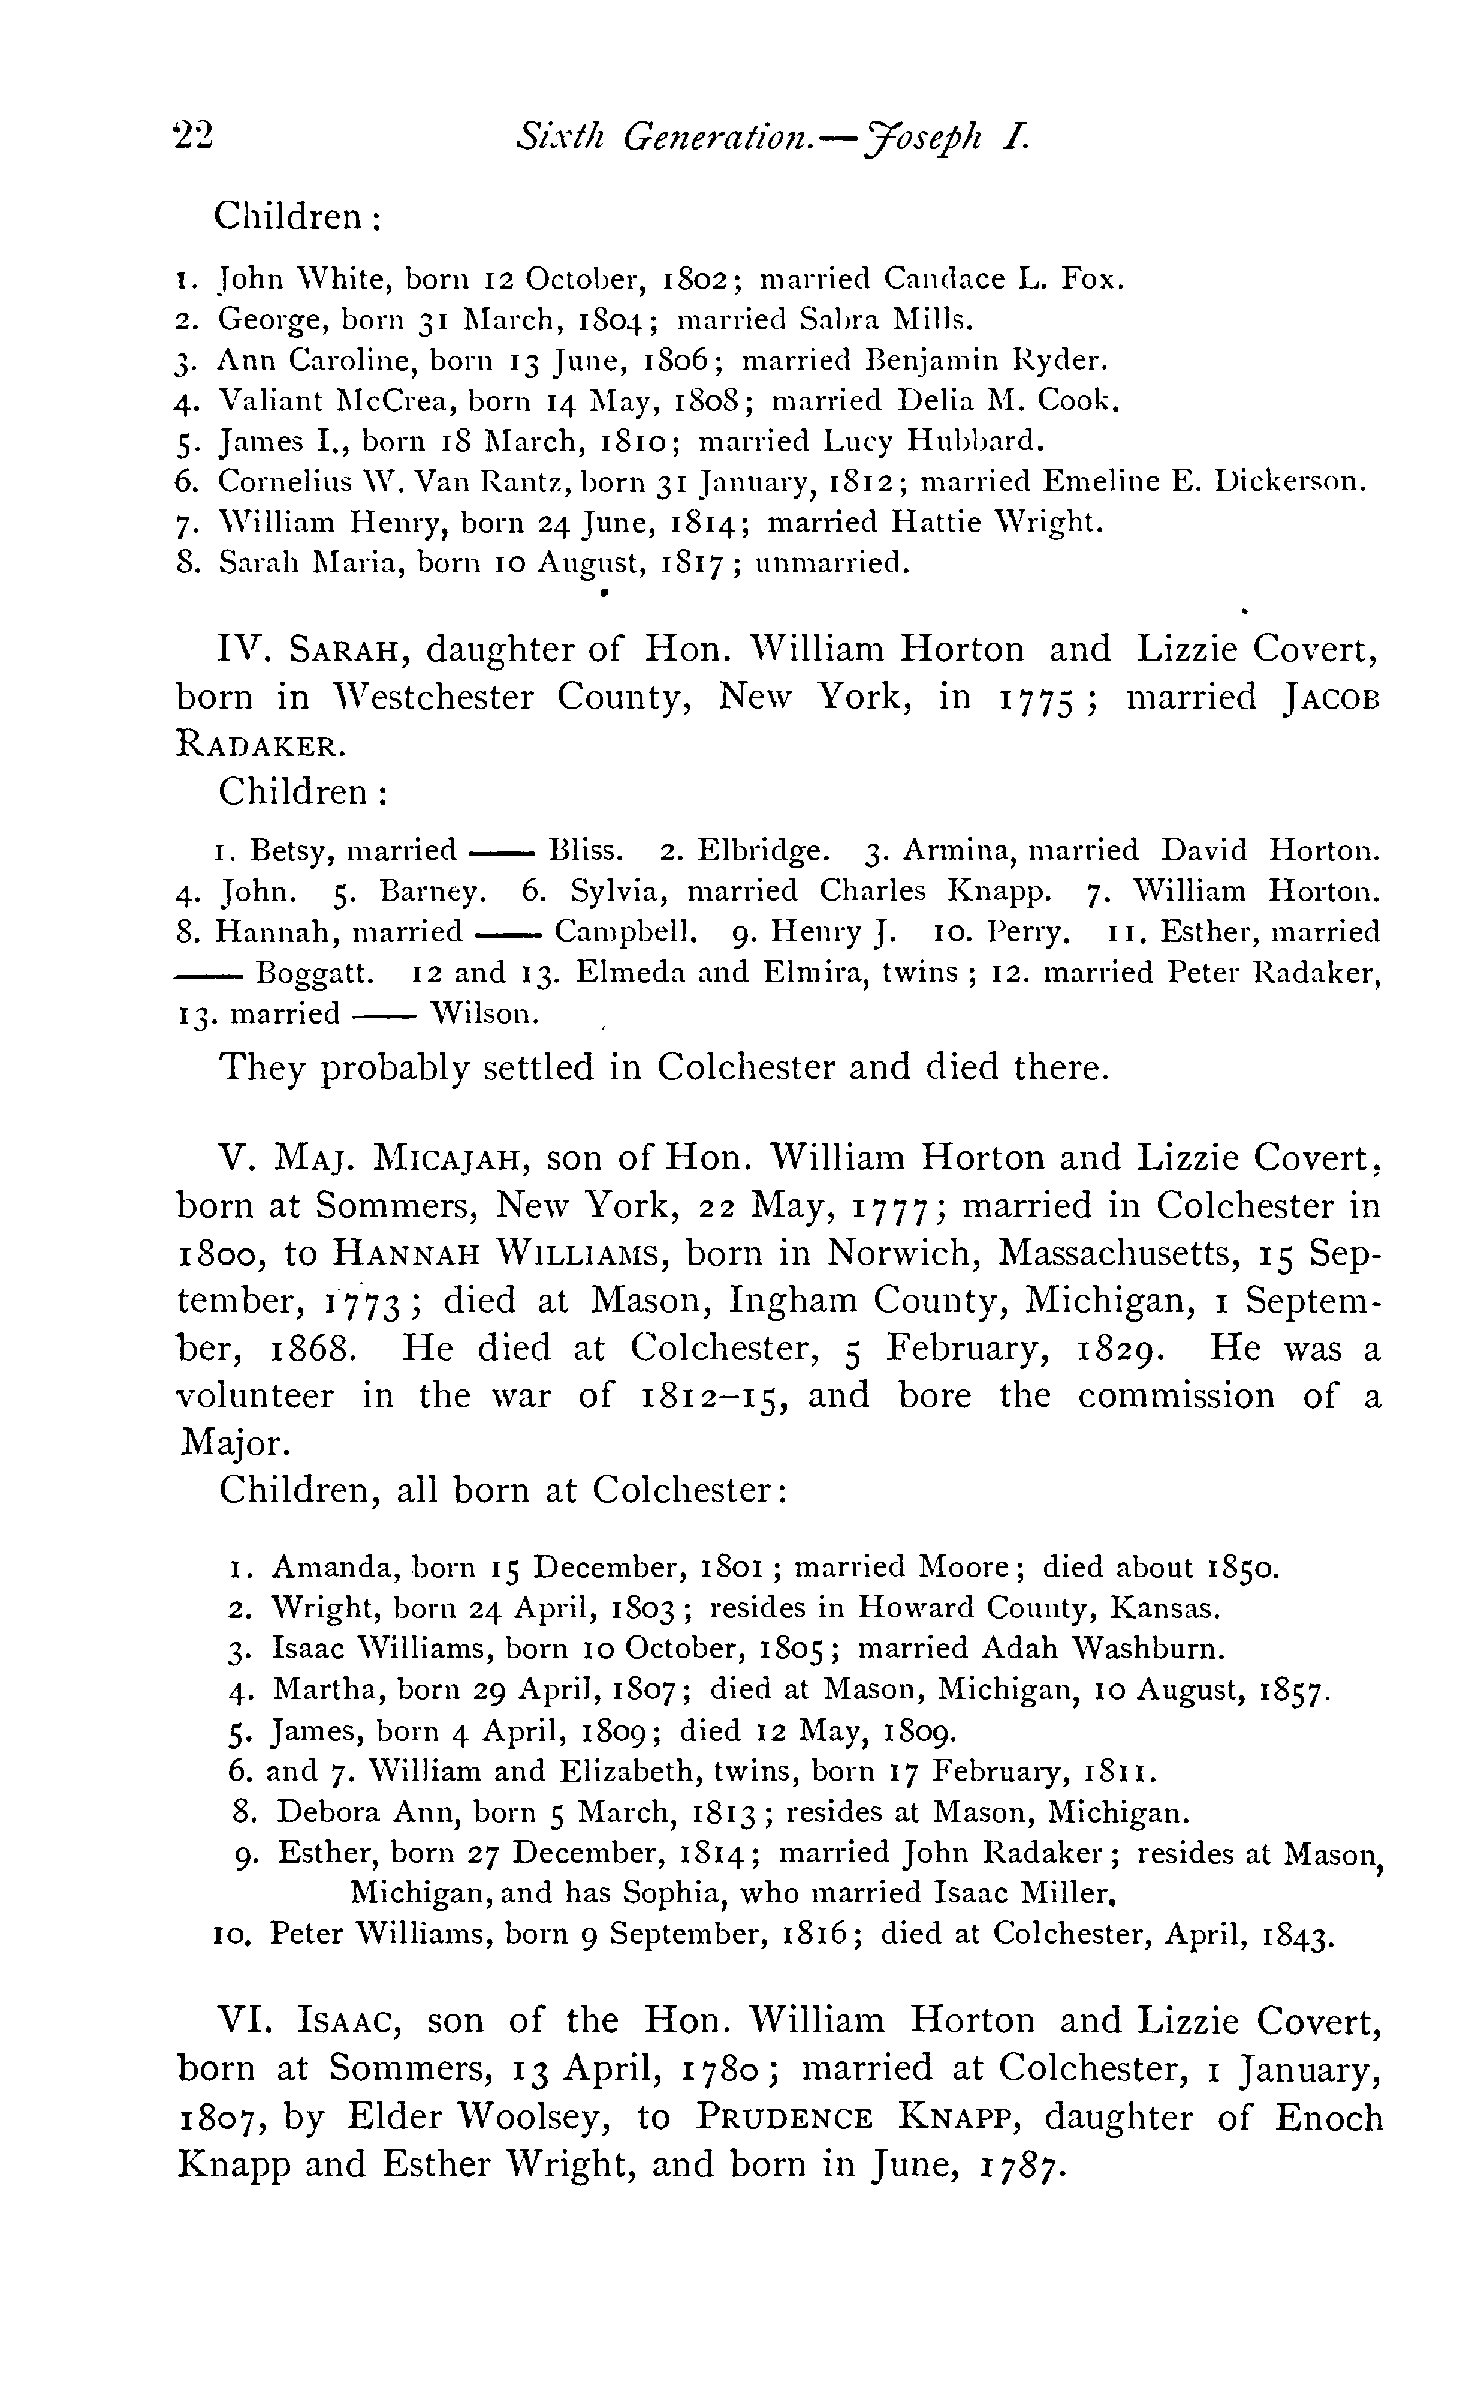 22 Sixth Generation.—Joseph I.
Children :
1. John White, born 12 October, 1802; married Candace L. Fox.
2. George, born 31 March, 1804; married Sabra Mills.
3. Ann Caroline, born 13 June, 1806; married Benjamin Ryder.
4. Valiant McCrea, born 14 May, 1808; married Delia M. Cook.
5. James I., born 18 March, 1810; married Lucy Hubbard.
6. Cornelius W. Van Rantz, born 31 January, 1812; married Emeline E. Dickerson.
7. William Henry, born 24 June, 1814; married Hattie Wright.
8. Sarah Maria, born 10 August, 1817; unmarried.
IV. SARAH, daughter of Hon. William Horton and Lizzie Covert,
born in Westchester County, New York, in 1775; married JACOB
RADAKER.
Children :
1. Betsy, married —— Bliss. 2. Elbridge. 3. Armina, married David Horton.
4. John. 5. Barney. 6. Sylvia, married Charles Knapp. 7. William Horton.
8. Hannah, married —— Campbell. 9. Henry J. 10. Perry. 11. Esther, married
—— Boggatt. 12 and 13. Elmeda and Elmira, twins; 12. married Peter Radaker,
13. married —— Wilson.
They probably settled in Colchester and died there.
V. MAJ. MICAJAH, son of Hon. William Horton and Lizzie Covert,
born at Sommers, New York, 22 May, 1777; married in Colchester in
1800, to HANNAH WILLIAMS, born in Norwich, Massachusetts, 15 Sep-
tember, 1773; died at Mason, Ingham County, Michigan, 1 Septem-
ber, 1868. He died at Colchester, 5 February, 1829. He was a
volunteer in the war of 1812–15, and bore the commission of a
Major.
Children, all born at Colchester:
1. Amanda, born 15 December, 1801; married Moore; died about 1850.
2. Wright, born 24 April, 1803; resides in Howard County, Kansas.
3. Isaac Williams, born 10 October, 1805; married Adah Washburn.
4. Martha, born 29 April, 1807; died at Mason, Michigan, 10 August, 1857.
5. James, born 4 April, 1809; died 12 May, 1809.
6. and 7. William and Elizabeth, twins, born 17 February, 1811.
8. Debora Ann, born 5 March, 1813; resides at Mason, Michigan.
9. Esther, born 27 December, 1814; married John Radaker; resides at Mason,
Michigan, and has Sophia, who married Isaac Miller.
10. Peter Williams, born 9 September, 1816; died at Colchester, April, 1843.
VI. ISAAC, son of the Hon. William Horton and Lizzie Covert,
born at Sommers, 13 April, 1780; married at Colchester, 1 January,
1807, by Elder Woolsey, to PRUDENCE KNAPP, daughter of Enoch
Knapp and Esther Wright, and born in June, 1787.